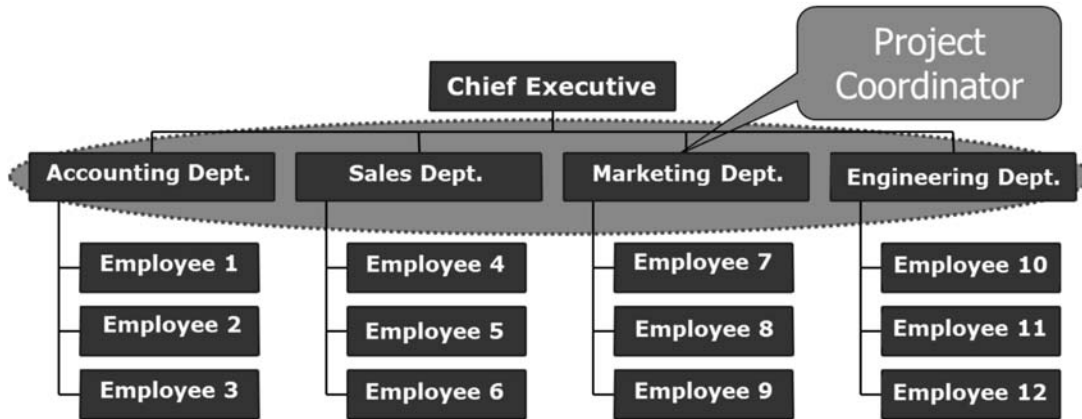 Project
Coordinator
Chief Executive
Accounting Dept.
Sales Dept.
Marketing Dept.
Engineering Dept.
Employee 1
Employee 4
Employee 7
Employee 10
Employee 2
Employee 5
Employee 8
Employee 11
Employee 3
Employee 6
Employee 9
Employee 12